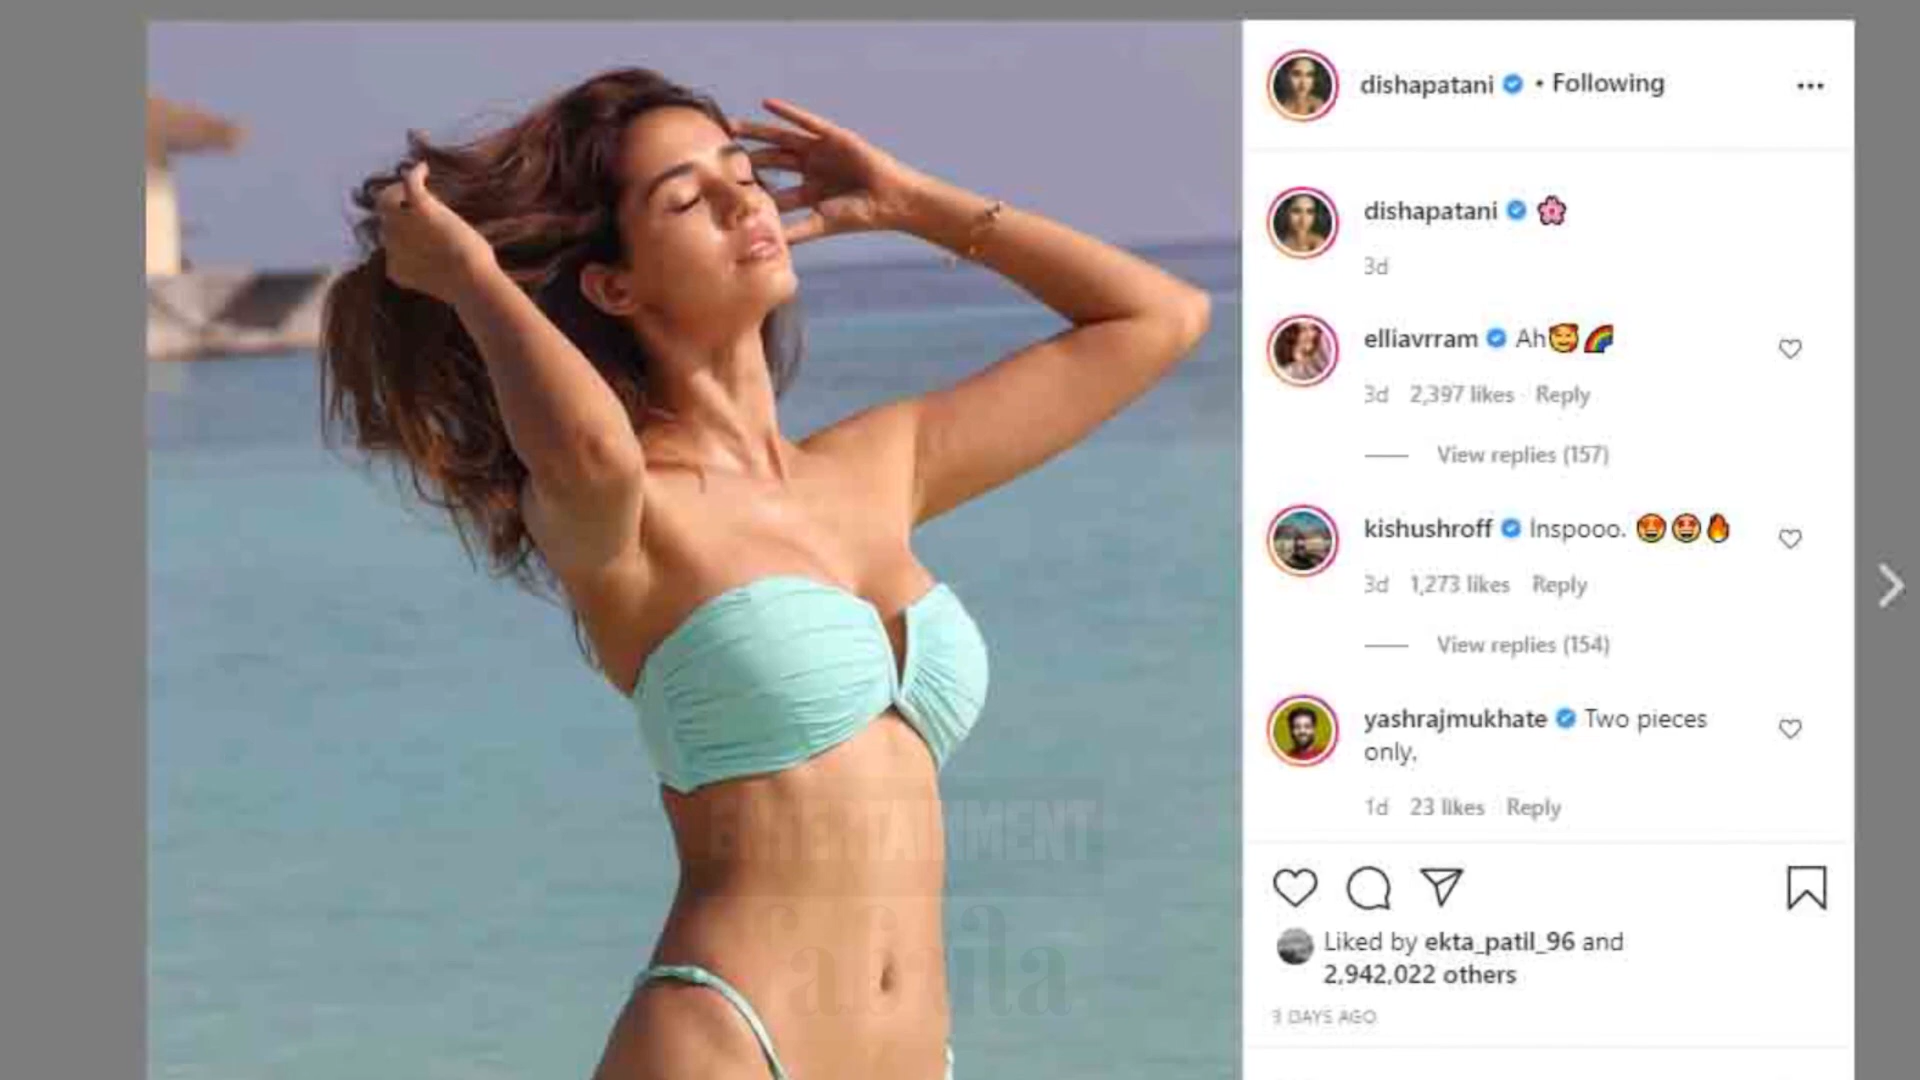 dishapatani • Following
dishapatani 🌸
3d
elliavrram Ah🥰🌈
3d 2,397 likes Reply
View replies (157)
kishushroff Inspooo. 🤩🤩🔥
3d 1,273 likes Reply
View replies (154)
yashrajmukhate Two pieces
only,
1d 23 likes Reply
ENTERTAINMENT
Liked by ekta_patil_96 and
2,942,022 others
3 DAYS AGO